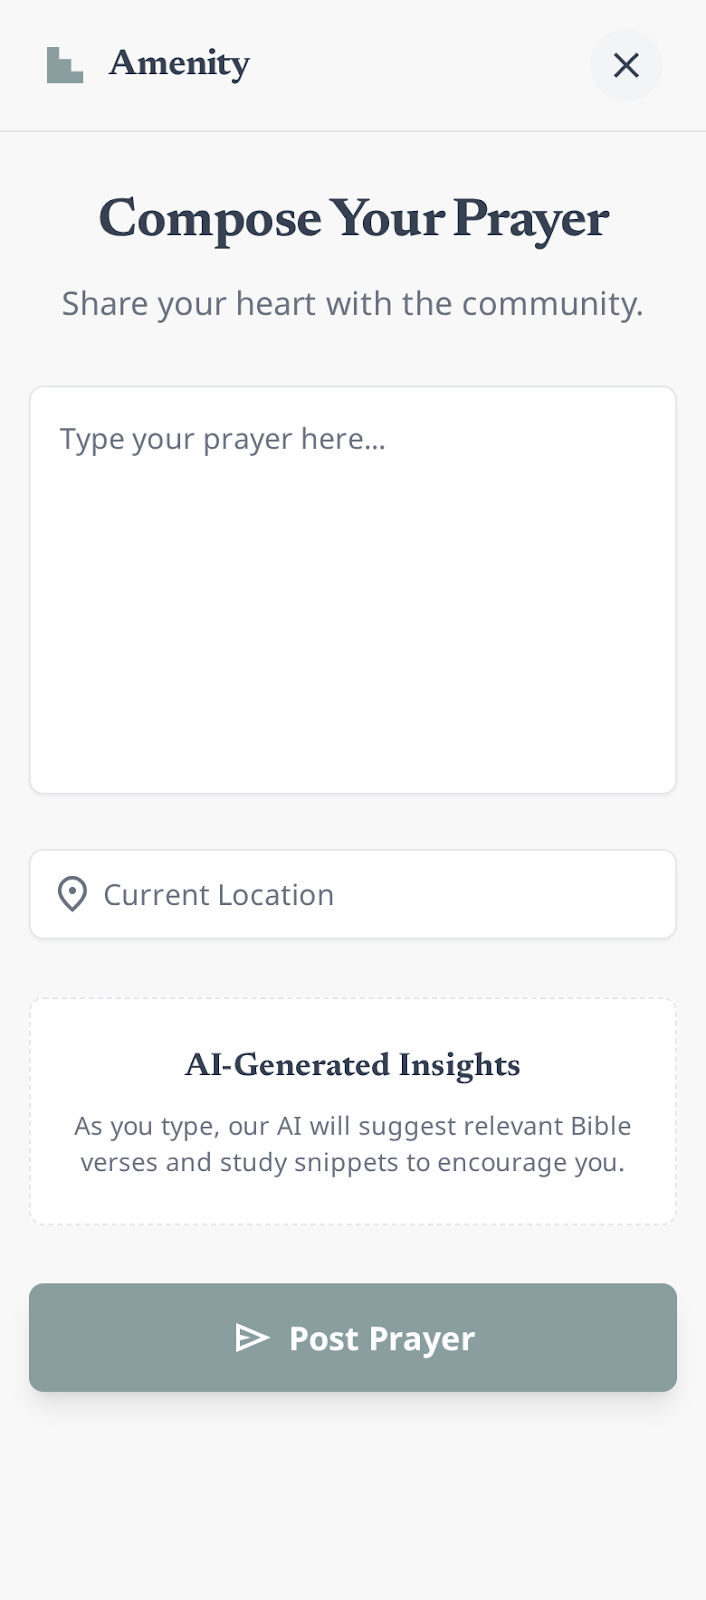 Amenity
Compose Your Prayer
Share your heart with the community.
Type your prayer here...
Current Location
AI-Generated Insights
As you type, our AI will suggest relevant Bible
verses and study snippets to encourage you.
Post Prayer